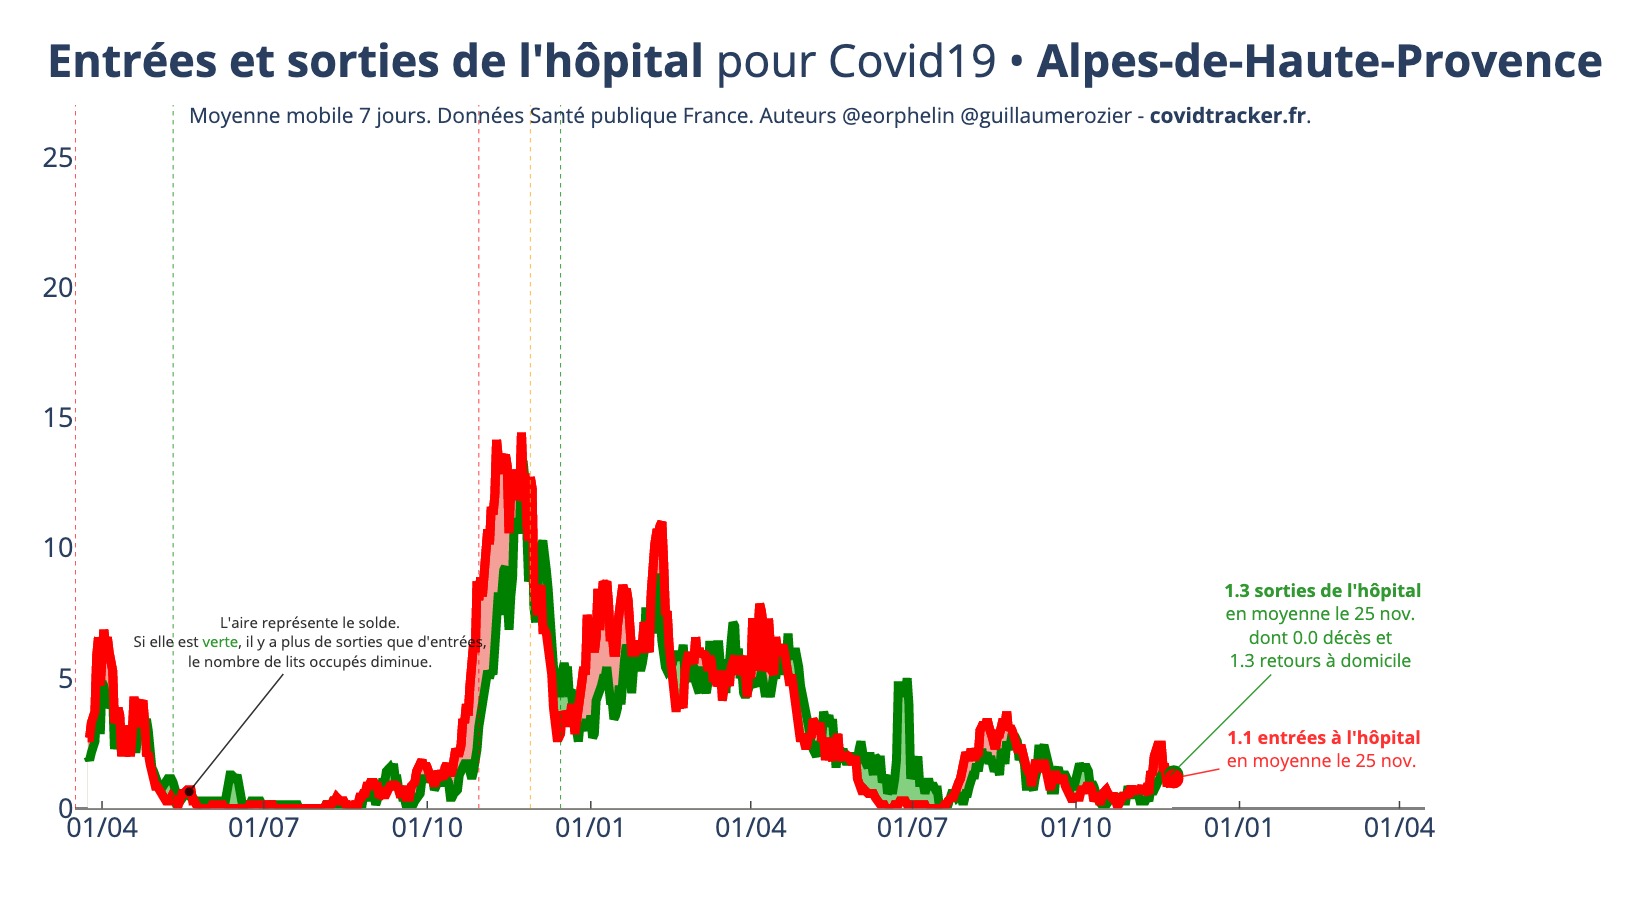 Entrées et sorties de l'hôpital pour Covid19 • Alpes-de-Haute-Provence
Moyenne mobile 7 jours. Données Santé publique France. Auteurs @eorphelin @guillaumerozier - covidtracker.fr.
25
20
15
10
5
0
L'aire représente le solde.
Si elle est verte, il y a plus de sorties que d'entrées,
le nombre de lits occupés diminue.
1.3 sorties de l'hôpital
en moyenne le 25 nov.
dont 0.0 décès et
1.3 retours à domicile
1.1 entrées à l'hôpital
en moyenne le 25 nov.
01/04 01/07 01/10 01/01 01/04 01/07 01/10 01/01 01/04